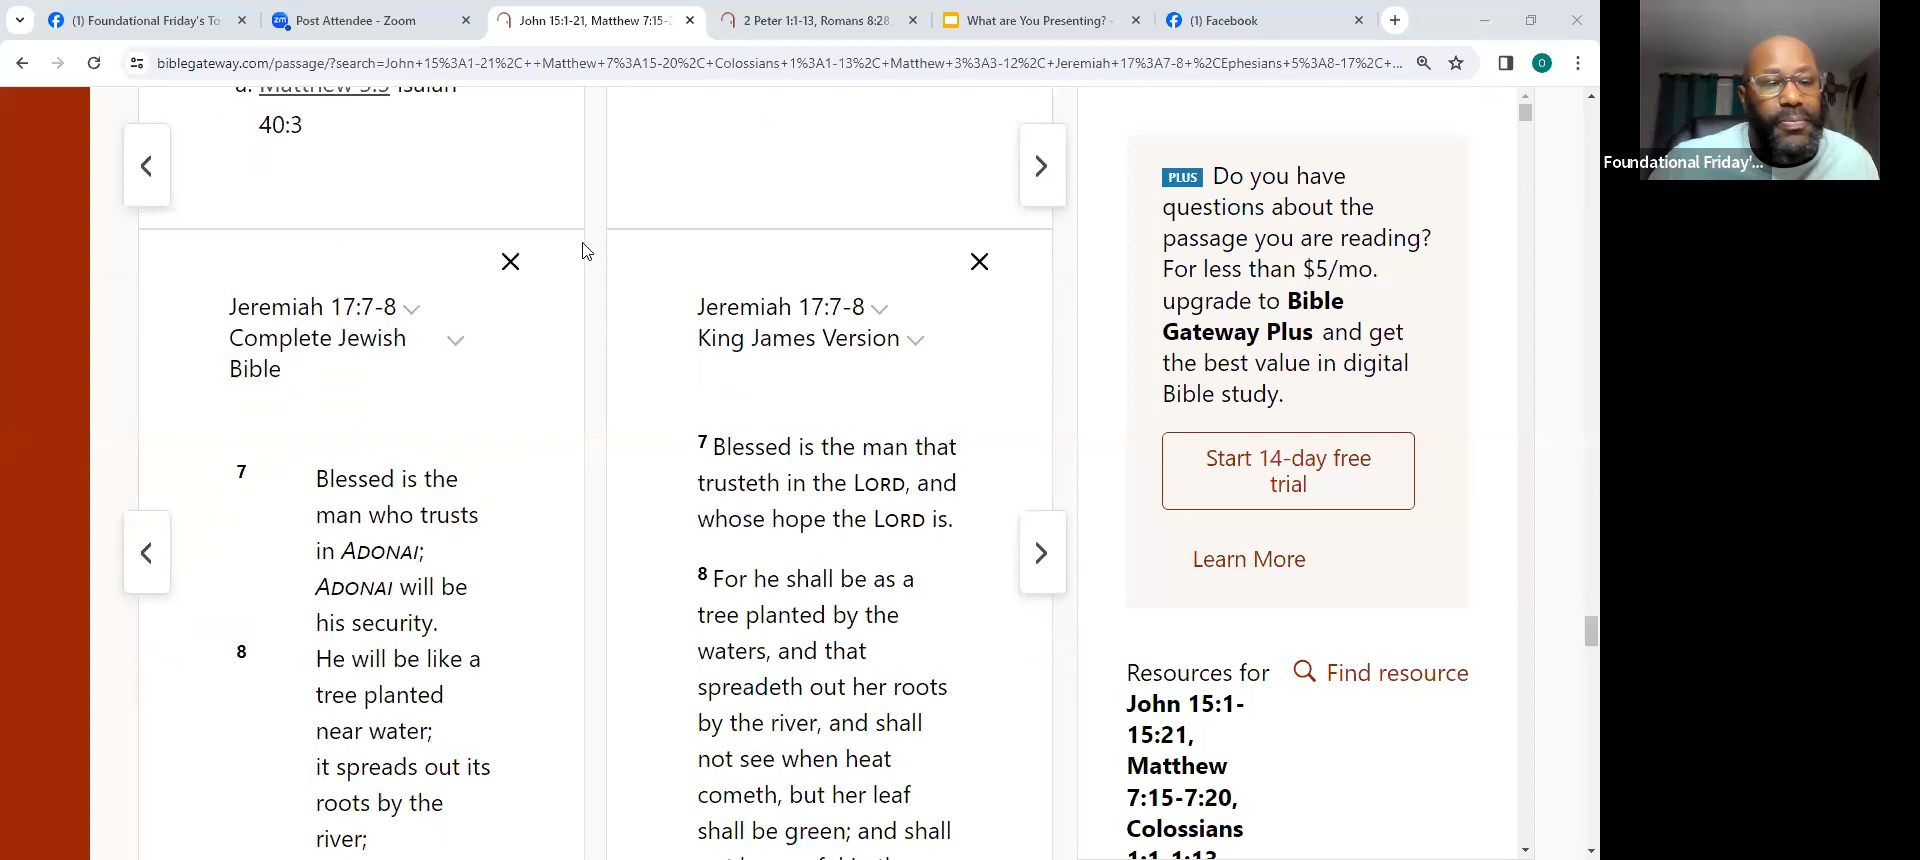 (1) Foundational Friday's To
Post Attendee - Zoom
John 15:1-21, Matthew 7:15-2
2 Peter 1:1-13, Romans 8:28,
What are You Presenting? -
(1) Facebook
biblegateway.com/passage/?search=John+15%3A1-21%2C++Matthew+7%3A15-20%2C+Colossians+1%3A1-13%2C+Matthew+3%3A3-12%2C+Jeremiah+17%3A7-8+%2CEphesians+5%3A8-17%2C+...
O
a. Matthew 3:3 Isaiah
40:3
Jeremiah 17:7-8
Complete Jewish
Bible
7 Blessed is the
man who trusts
in ADONAI;
ADONAI will be
his security.
8 He will be like a
tree planted
near water;
it spreads out its
roots by the
river;
Jeremiah 17:7-8
King James Version
7 Blessed is the man that
trusteth in the LORD, and
whose hope the LORD is.
8 For he shall be as a
tree planted by the
waters, and that
spreadeth out her roots
by the river, and shall
not see when heat
cometh, but her leaf
shall be green; and shall
PLUS Do you have
questions about the
passage you are reading?
For less than $5/mo.
upgrade to Bible
Gateway Plus and get
the best value in digital
Bible study.
Start 14-day free
trial
Learn More
Resources for
John 15:1-
15:21,
Matthew
7:15-7:20,
Colossians
1:1-1:13
Find resource
Foundational Friday'...
zm